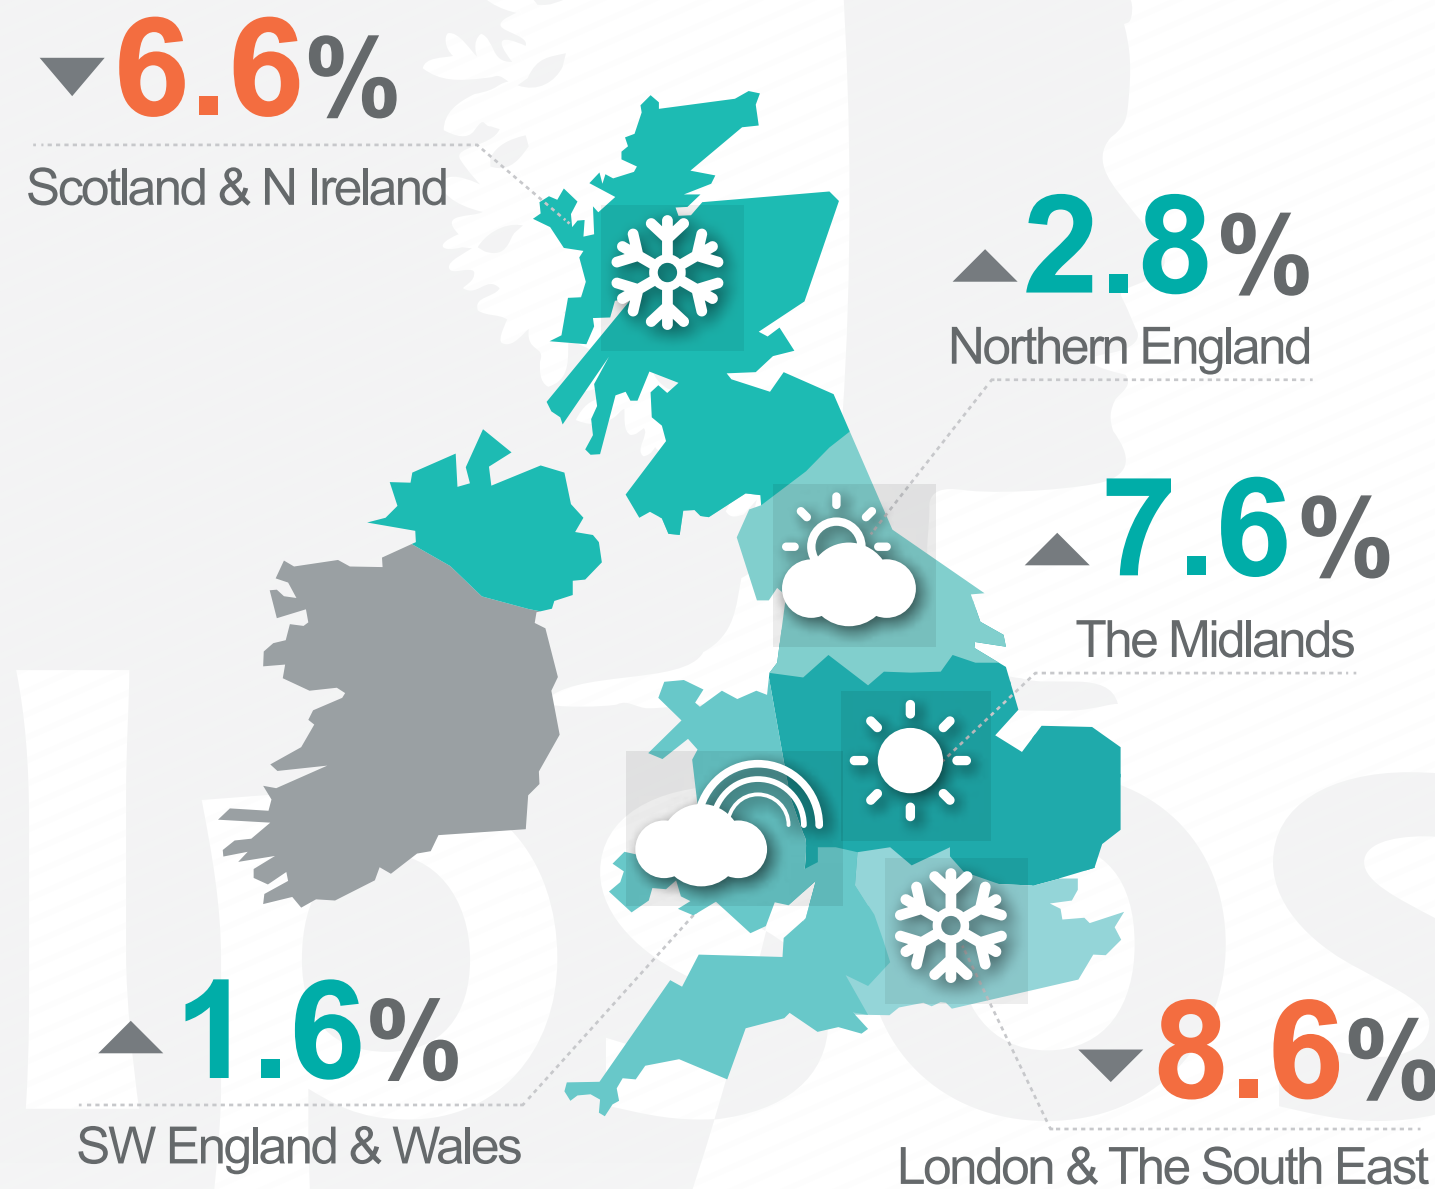 ▼6.6%
Scotland & N Ireland
▲2.8%
Northern England
▲7.6%
The Midlands
▲1.6%
SW England & Wales
▼8.6%
London & The South East
Ipsos